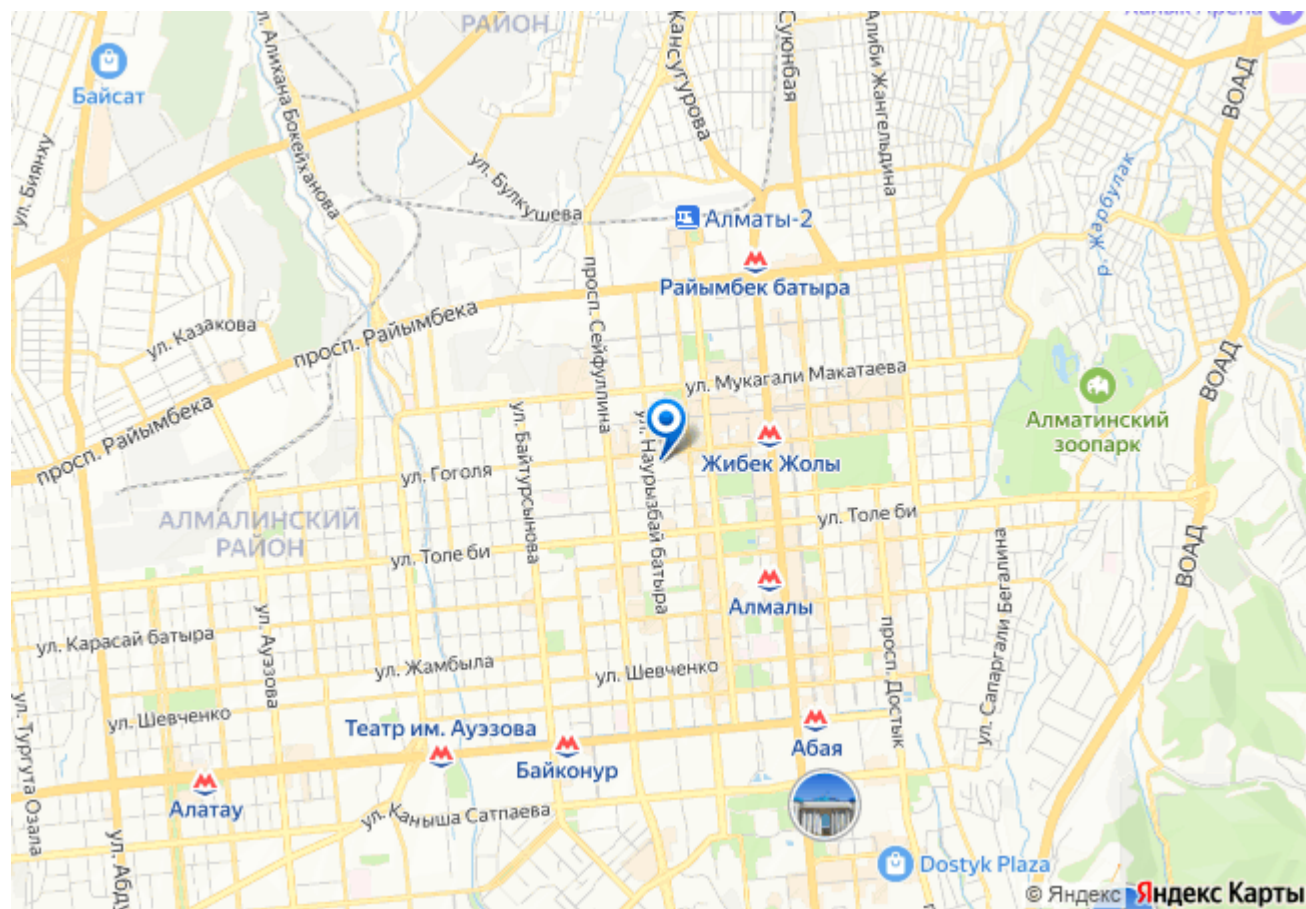 РАЙОН
Байсат
ул. Алихана Бокейханова
Кансугурова
Суюнбая
Алиби Жангельдина
ВОАД
ул. Биянху
ул. Булкушева
р. Жарбулак
Алматы-2
Райымбек батыра
ул. Казакова
просп. Райымбека
просп. Сейфуллина
ул. Мукагали Макатаева
ВОАД
Алматинский
зоопарк
просп. Райымбека
ул. Байтурсынова
ул. Наурызбай батыра
Жибек Жолы
ул. Гоголя
АЛМАЛИНСКИЙ
РАЙОН
ул. Толе би
ул. Толе би
ВОАД
Алмалы
ул. Сапаргали Бегалина
ул. Карасай батыра
ул. Ауэзова
ул. Жамбыла
ул. Шевченко
просп. Достык
ул. Шевченко
ул. Тургута Озала
Театр им. Ауэзова
Байконур
Абая
Алатау
ул. Каныша Сатпаева
ул. Абду
Dostyk Plaza
© Яндекс Яндекс Карты